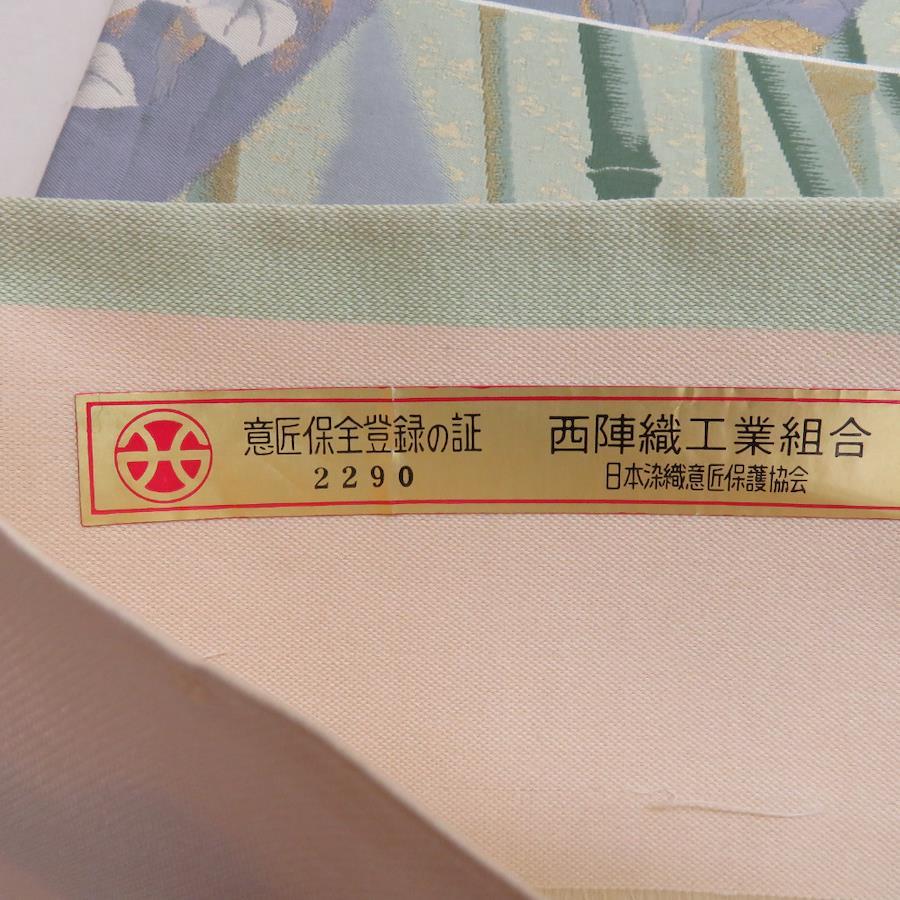 意匠保全登録の証
2290
西陣織工業組合
日本染織意匠保護協会